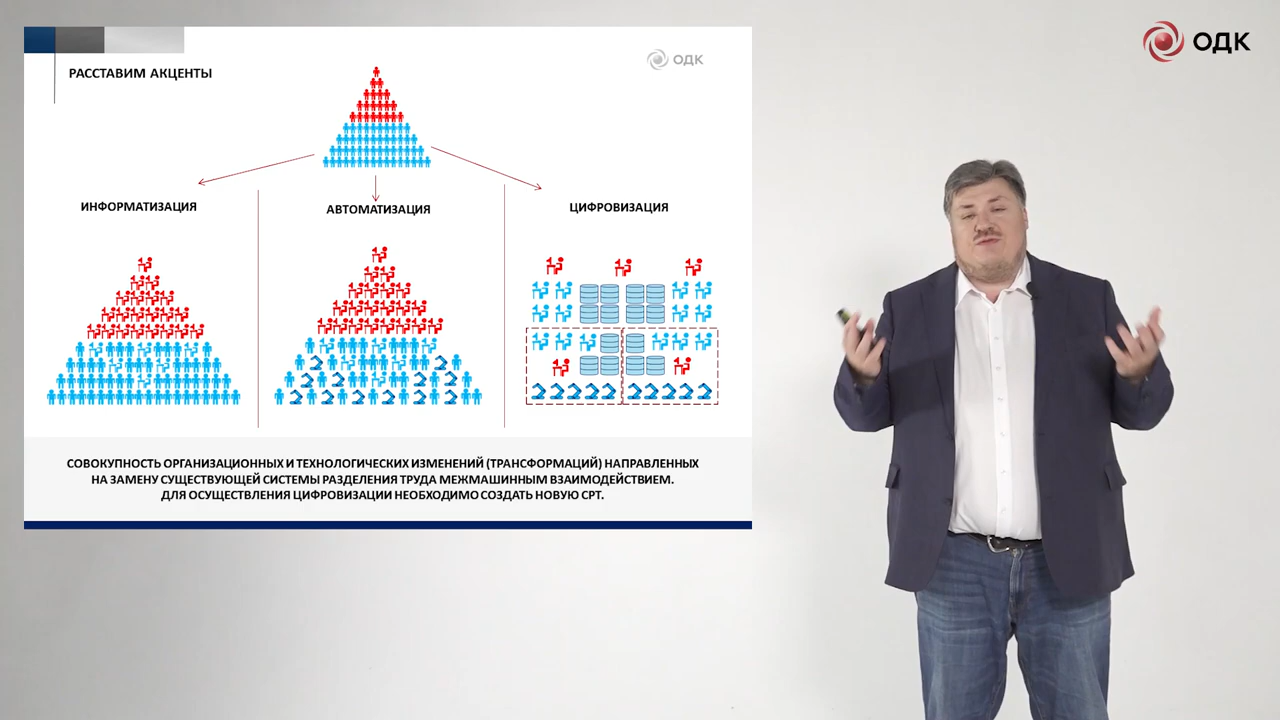 РАССТАВИМ АКЦЕНТЫ
ОДК
ОДК
ИНФОРМАТИЗАЦИЯ
АВТОМАТИЗАЦИЯ
ЦИФРОВИЗАЦИЯ
СОВОКУПНОСТЬ ОРГАНИЗАЦИОННЫХ И ТЕХНОЛОГИЧЕСКИХ ИЗМЕНЕНИЙ (ТРАНСФОРМАЦИЙ) НАПРАВЛЕННЫХ
НА ЗАМЕНУ СУЩЕСТВУЮЩЕЙ СИСТЕМЫ РАЗДЕЛЕНИЯ ТРУДА МЕЖМАШИННЫМ ВЗАИМОДЕЙСТВИЕМ.
ДЛЯ ОСУЩЕСТВЛЕНИЯ ЦИФРОВИЗАЦИИ НЕОБХОДИМО СОЗДАТЬ НОВУЮ СРТ.